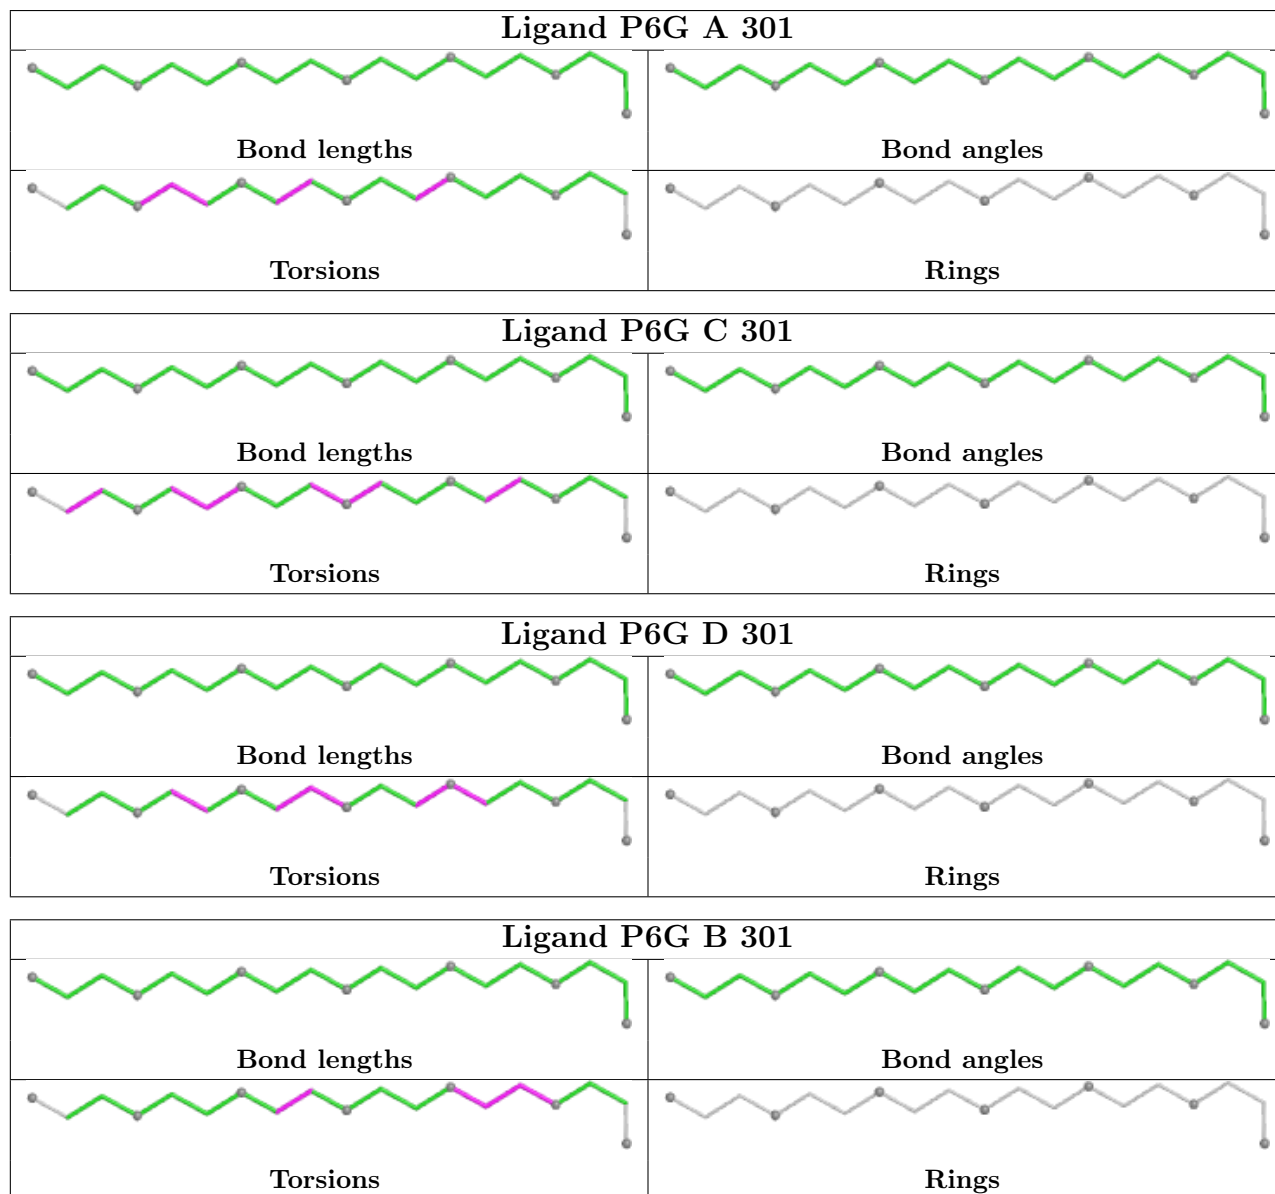 Ligand P6G A 301
Bond lengths
Bond angles
Torsions
Rings
Ligand P6G C 301
Bond lengths
Bond angles
Torsions
Rings
Ligand P6G D 301
Bond lengths
Bond angles
Torsions
Rings
Ligand P6G B 301
Bond lengths
Bond angles
Torsions
Rings